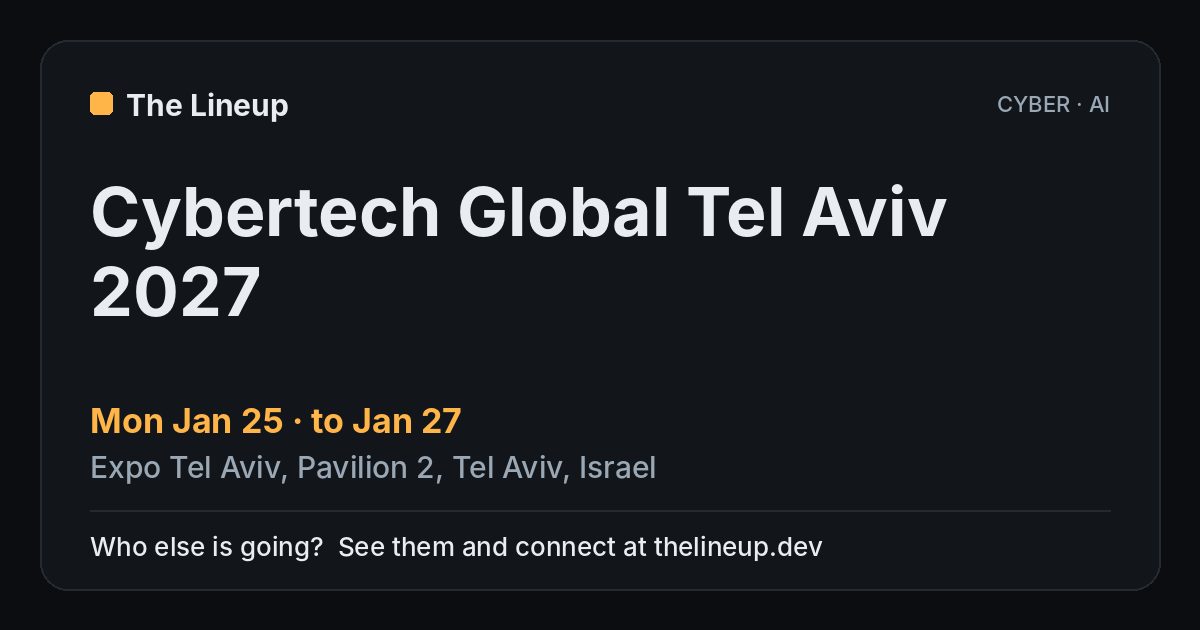 The Lineup
CYBER · AI
Cybertech Global Tel Aviv
2027
Mon Jan 25 · to Jan 27
Expo Tel Aviv, Pavilion 2, Tel Aviv, Israel
Who else is going?  See them and connect at thelineup.dev